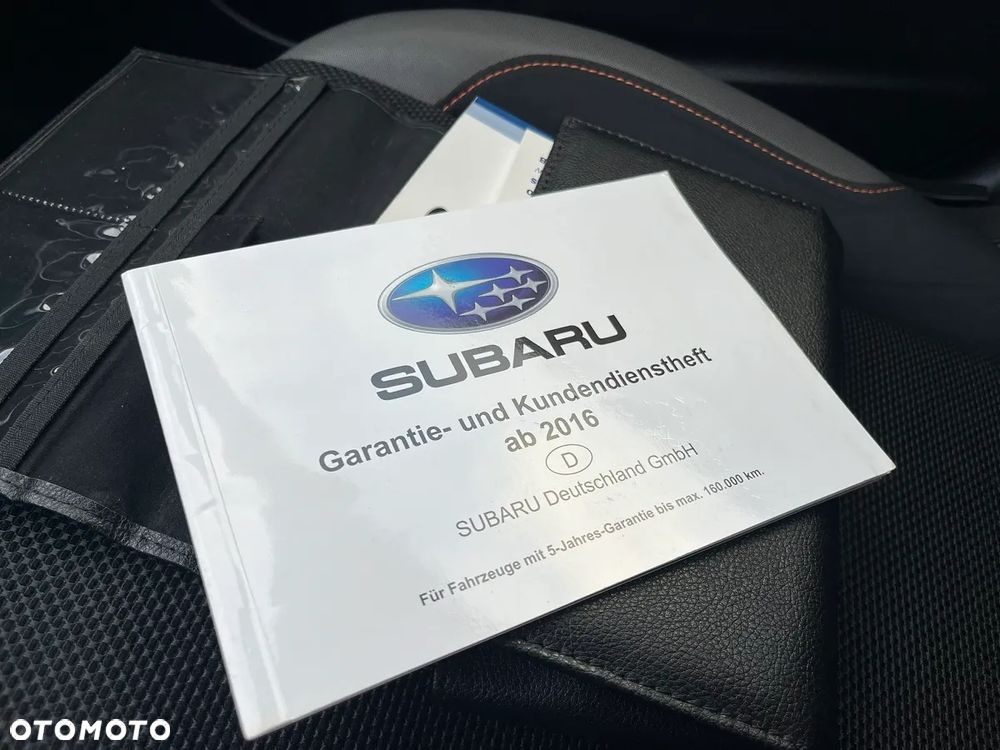 SUBARU
Garantie- und Kundendienstheft
ab 2016
D
SUBARU Deutschland GmbH
Für Fahrzeuge mit 5-Jahres-Garantie bis max. 160.000 km.
OTOMOTO